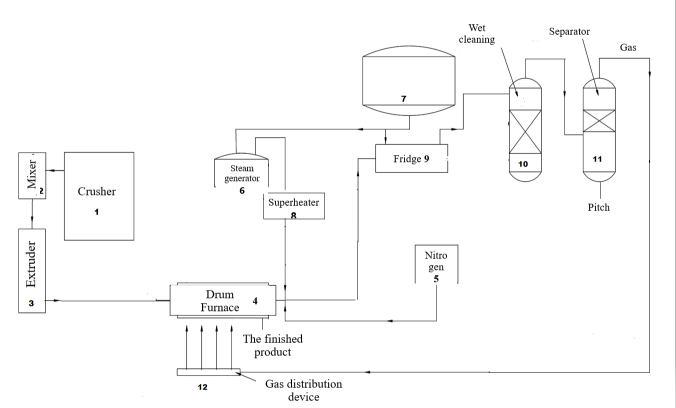 Wet
cleaning
Separator
Gas
7
Mixer
2
Crusher
1
Steam
generator
6
Fridge 9
10
11
Superheater
8
Pitch
Extruder
3
Nitro
gen
5
Drum
Furnace
4
The finished
product
12
Gas distribution
device